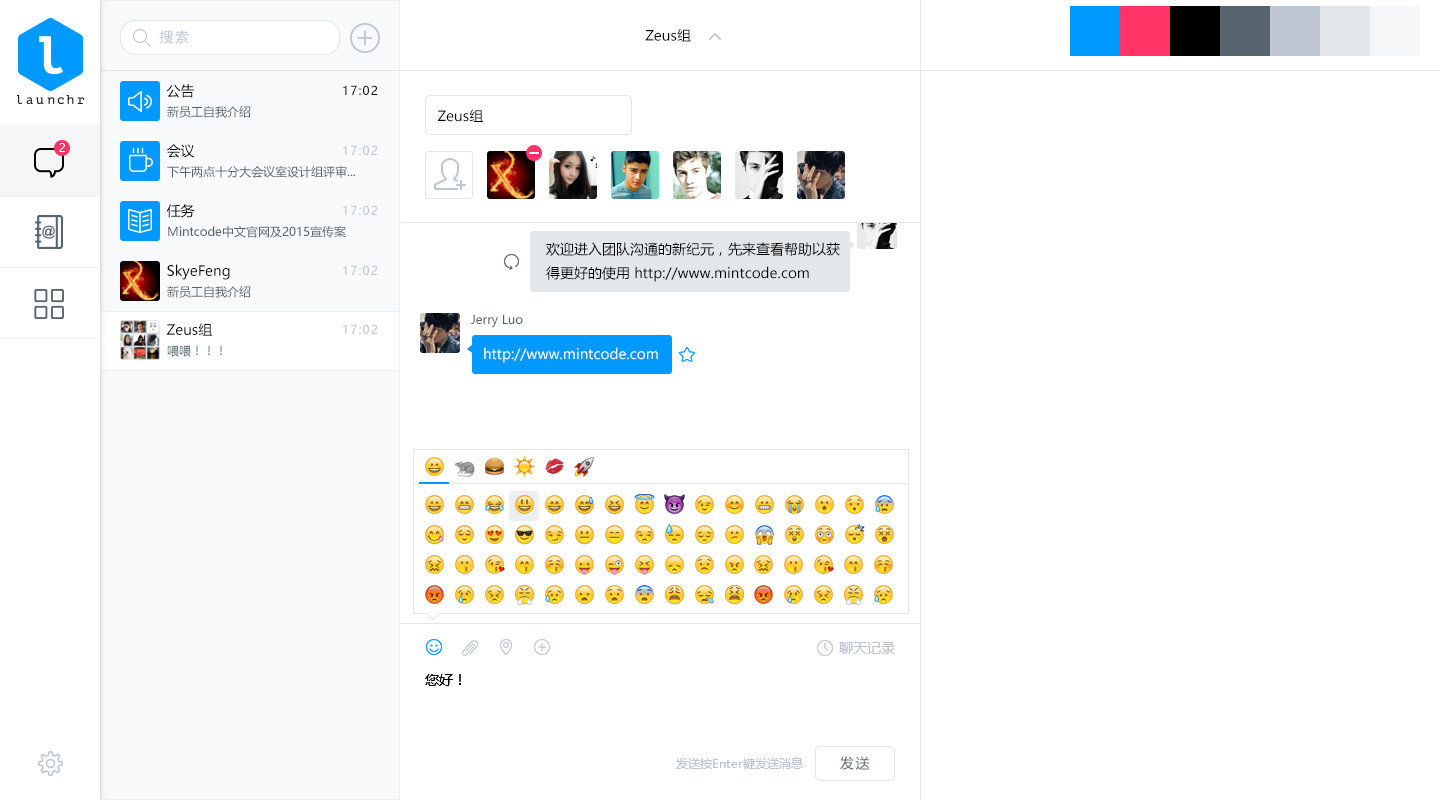 launchr
2
搜索
公告 17:02
新员工自我介绍
会议 17:02
下午两点十分大会议室设计组评审...
任务 17:02
Mintcode中文官网及2015宣传案
SkyeFeng 17:02
新员工自我介绍
Zeus组 17:02
喂喂！！！
Zeus组
Zeus组
欢迎进入团队沟通的新纪元，先来查看帮助以获
得更好的使用 http://www.mintcode.com
Jerry Luo
http://www.mintcode.com
聊天记录
您好！
发送按Enter键发送消息
发送